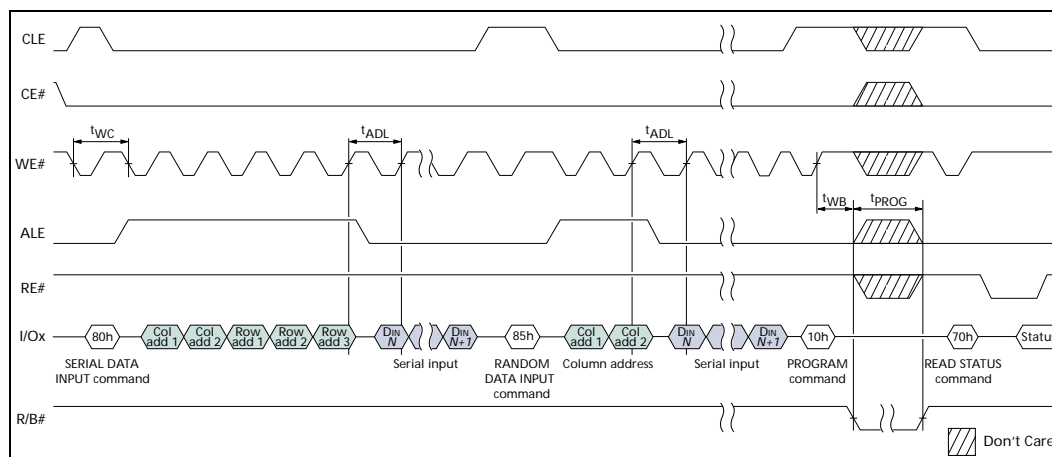 CLE
CE#
tWC
tADL
tADL
WE#
tWB
tPROG
ALE
RE#
I/Ox
80h
Col add 1
Col add 2
Row add 1
Row add 2
Row add 3
DIN N
DIN N+1
85h
Col add 1
Col add 2
DIN N
DIN N+1
10h
70h
Status
SERIAL DATA
INPUT command
Serial input
RANDOM
DATA INPUT
command
Column address
Serial input
PROGRAM
command
READ STATUS
command
R/B#
Don't Care